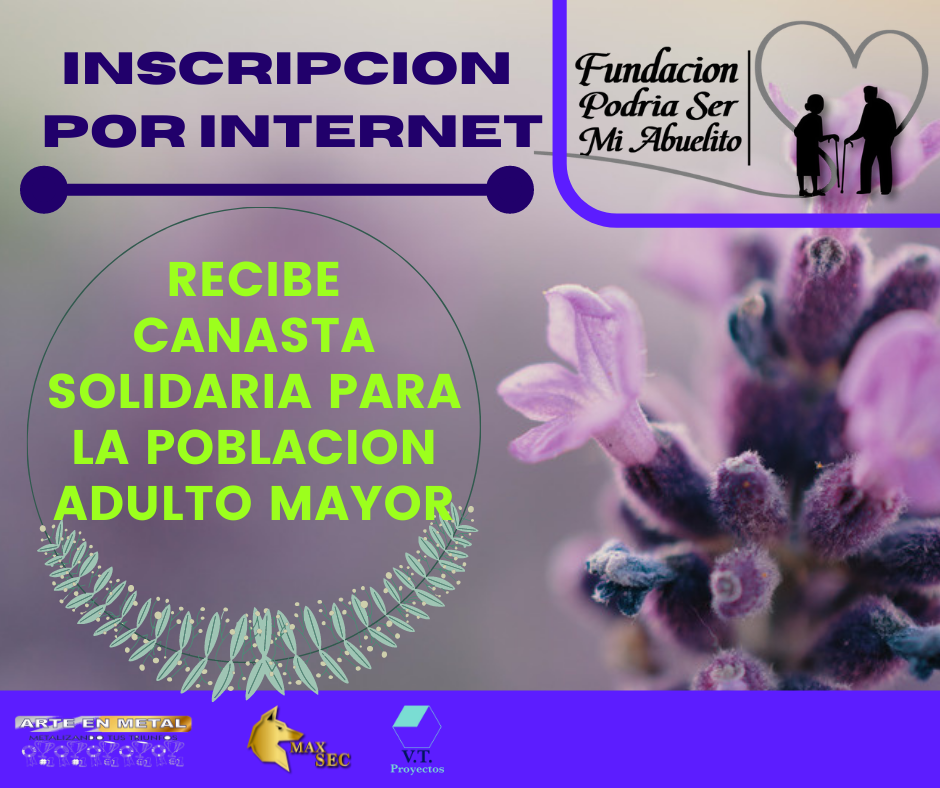 INSCRIPCION
POR INTERNET
Fundacion
Podria Ser
Mi Abuelito
RECIBE
CANASTA
SOLIDARIA PARA
LA POBLACION
ADULTO MAYOR
ARTE EN METAL
MAX
SEC
V.T.
Proyectos